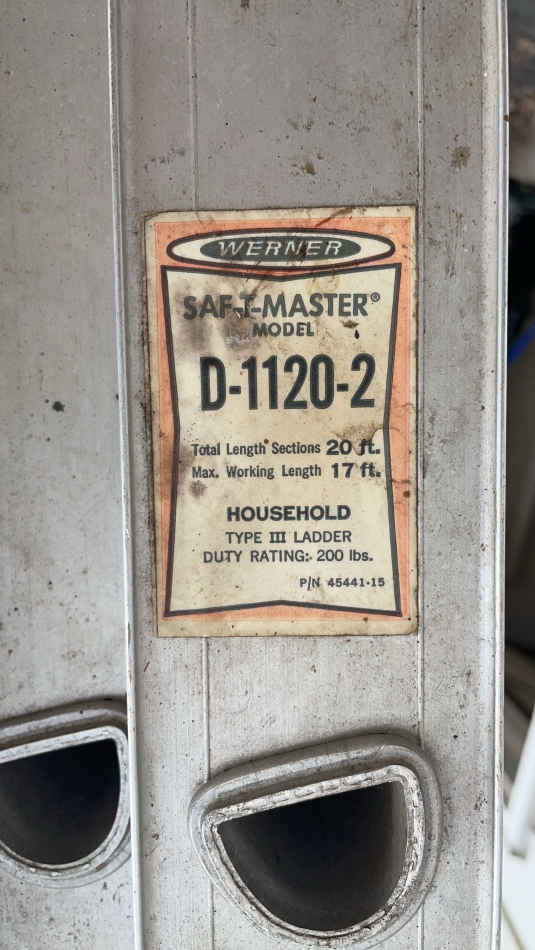 WERNER
SAF-T-MASTER®
MODEL
D-1120-2
Total Length Sections 20 ft.
Max. Working Length 17 ft.
HOUSEHOLD
TYPE III LADDER
DUTY RATING: 200 lbs.
P/N 45441-15